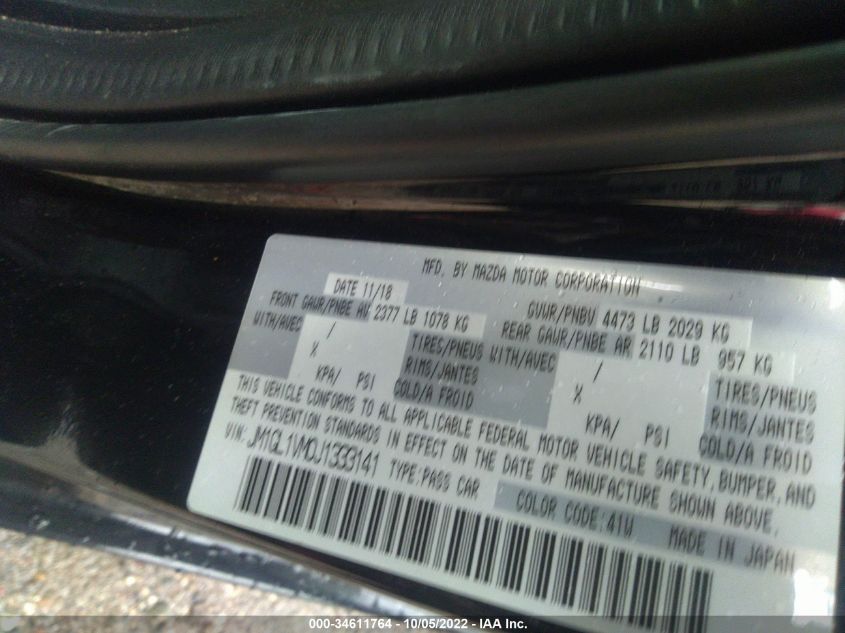 MFD. BY MAZDA MOTOR CORPORATION
DATE 11/18
GVWR/PNBV 4473 LB 2029 KG
FRONT GAWR/PNBE AV 2377 LB 1078 KG
REAR GAWR/PNBE AR 2110 LB 957 KG
WITH/AVEC / TIRES/PNEUS WITH/AVEC / TIRES/PNEUS
X RIMS/JANTES X RIMS/JANTES
KPA/ PSI COLD/A FROID KPA/ PSI COLD/A FROID
THIS VEHICLE CONFORMS TO ALL APPLICABLE FEDERAL MOTOR VEHICLE SAFETY, BUMPER, AND
THEFT PREVENTION STANDARDS IN EFFECT ON THE DATE OF MANUFACTURE SHOWN ABOVE.
VIN: JM1GL1VM0J1333141 TYPE: PASS CAR
COLOR CODE: 41W MADE IN JAPAN
000-34611764 - 10/05/2022 - IAA Inc.